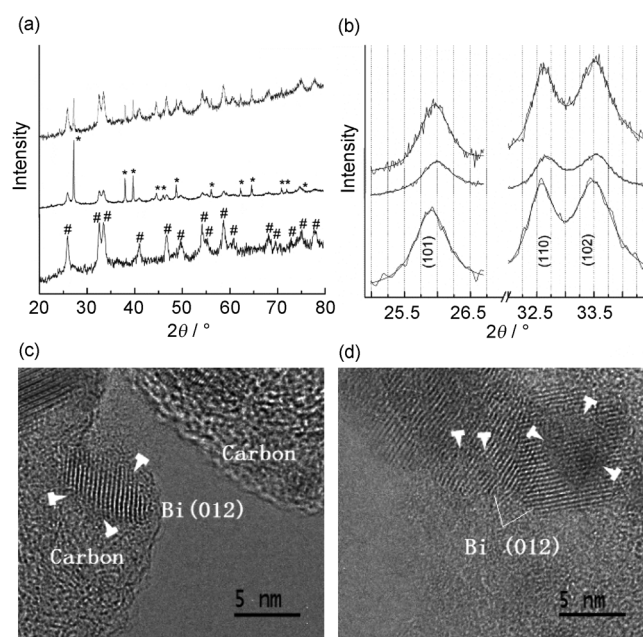 (a)
Intensity
*
* *
* * * * * * * * *
# # # # # # # # # # # # # #
20 30 40 50 60 70 80
2θ / °
(b)
Intensity
(101)
(110)
(102)
25.5 26.5 32.5 33.5
2θ / °
(c)
Carbon
Bi(012)
Carbon
5 nm
(d)
Bi (012)
5 nm